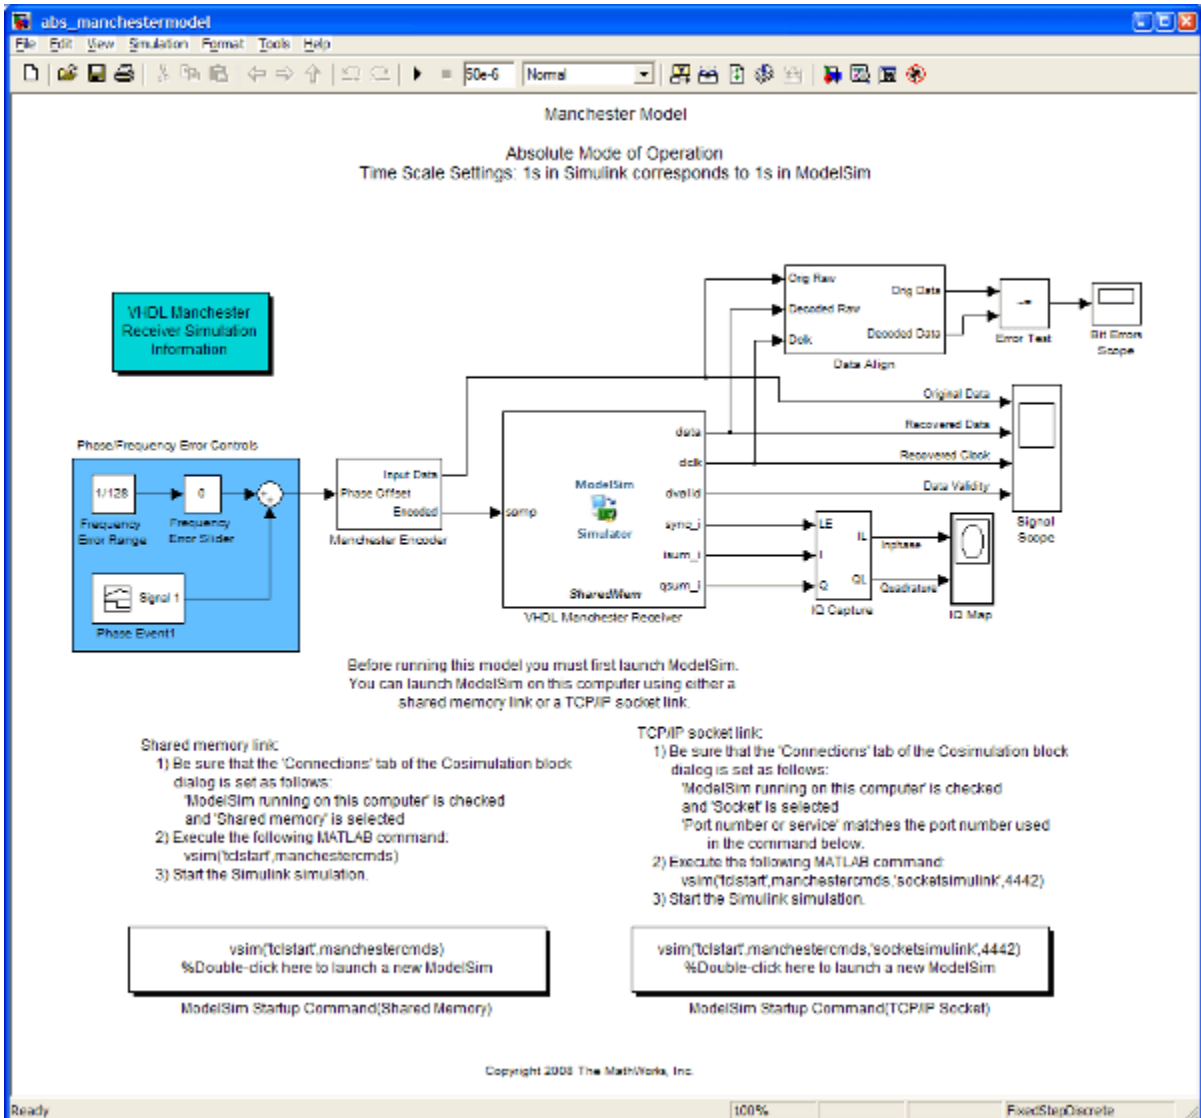 abs_manchestermodel
File Edit View Simulation Format Tools Help
50e-6 Normal
Manchester Model
Absolute Mode of Operation
Time Scale Settings: 1s in Simulink corresponds to 1s in ModelSim
VHDL Manchester
Receiver Simulation
Information
Orig Raw
Decoded Raw
Dclk
Orig Data
Decoded Data
Data Align
Error Test
Bit Errors
Scope
Original Data
Recovered Data
Recovered Clock
Data Validity
Signal
Scope
Phase/Frequency Error Controls
1/128
0
Frequency
Error Range
Frequency
Error Slider
Signal 1
Phase Event1
Input Data
Phase Offset
Encoded
Manchester Encoder
samp
ModelSim
Simulator
SharedMem
data
dclk
dvalid
sync_i
isum_i
qsum_i
VHDL Manchester Receiver
LE
I
Q
IL
QL
IQ Capture
Inphase
Quadrature
IQ Map
Before running this model you must first launch ModelSim.
You can launch ModelSim on this computer using either a
shared memory link or a TCP/IP socket link.
Shared memory link:
1) Be sure that the 'Connections' tab of the Cosimulation block
dialog is set as follows:
'ModelSim running on this computer' is checked
and 'Shared memory' is selected
2) Execute the following MATLAB command:
vsim('tclstart',manchestercmds)
3) Start the Simulink simulation.
TCP/IP socket link:
1) Be sure that the 'Connections' tab of the Cosimulation block
dialog is set as follows:
'ModelSim running on this computer' is checked
and 'Socket' is selected
'Port number or service' matches the port number used
in the command below.
2) Execute the following MATLAB command:
vsim('tclstart',manchestercmds,'socketsimulink',4442)
3) Start the Simulink simulation.
vsim('tclstart',manchestercmds)
%Double-click here to launch a new ModelSim
ModelSim Startup Command(Shared Memory)
vsim('tclstart',manchestercmds,'socketsimulink',4442)
%Double-click here to launch a new ModelSim
ModelSim Startup Command(TCP/IP Socket)
Copyright 2008 The MathWorks, Inc.
Ready 100% FixedStepDiscrete